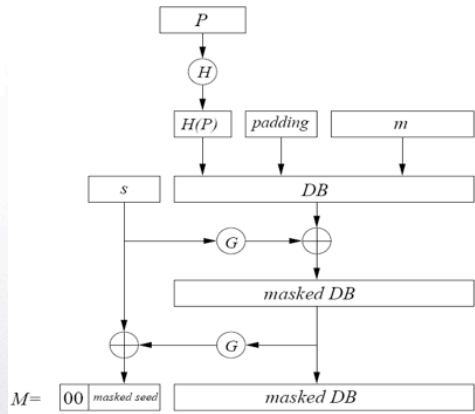 P
H
H(P) padding m
s DB
G
masked DB
G
M= 00 masked seed masked DB